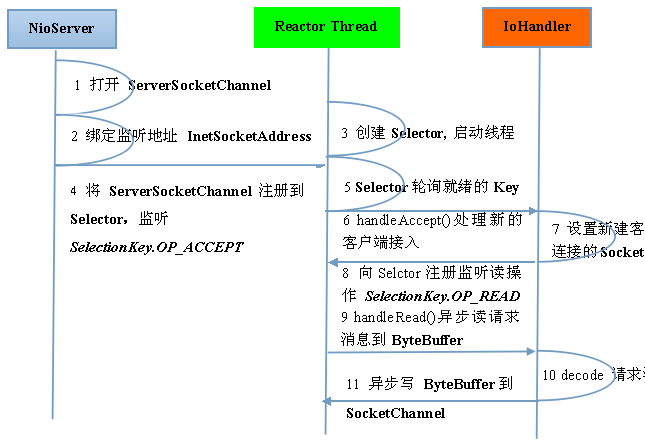 NioServer
Reactor Thread
IoHandler
1 打开 ServerSocketChannel
2 绑定监听地址 InetSocketAddress
3 创建 Selector, 启动线程
4 将 ServerSocketChannel 注册到
Selector，监听
SelectionKey.OP_ACCEPT
5 Selector 轮询就绪的 Key
6 handleAccept()处理新的
客户端接入
7 设置新建客
连接的 Socket
8 向 Selctor 注册监听读操
作 SelectionKey.OP_READ
9 handleRead()异步读请求
消息到 ByteBuffer
10 decode 请求
11 异步写 ByteBuffer 到
SocketChannel